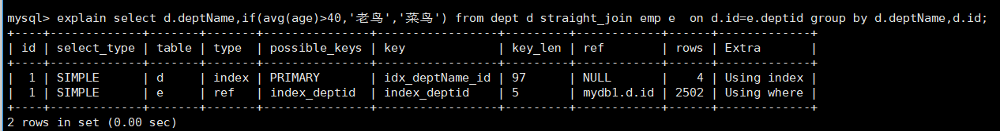 mysql> explain select d.deptName,if(avg(age)>40,'老鸟','菜鸟') from dept d straight_join emp e  on d.id=e.deptid group by d.deptName,d.id;
+----+-------------+-------+-------+---------------+----------------+---------+------------+------+-------------+
| id | select_type | table | type  | possible_keys | key            | key_len | ref        | rows | Extra       |
+----+-------------+-------+-------+---------------+----------------+---------+------------+------+-------------+
|  1 | SIMPLE      | d     | index | PRIMARY       | idx_deptName_id | 97      | NULL       |    4 | Using index |
|  1 | SIMPLE      | e     | ref   | index_deptid  | index_deptid   | 5       | mydb1.d.id | 2502 | Using where |
+----+-------------+-------+-------+---------------+----------------+---------+------------+------+-------------+
2 rows in set (0.00 sec)